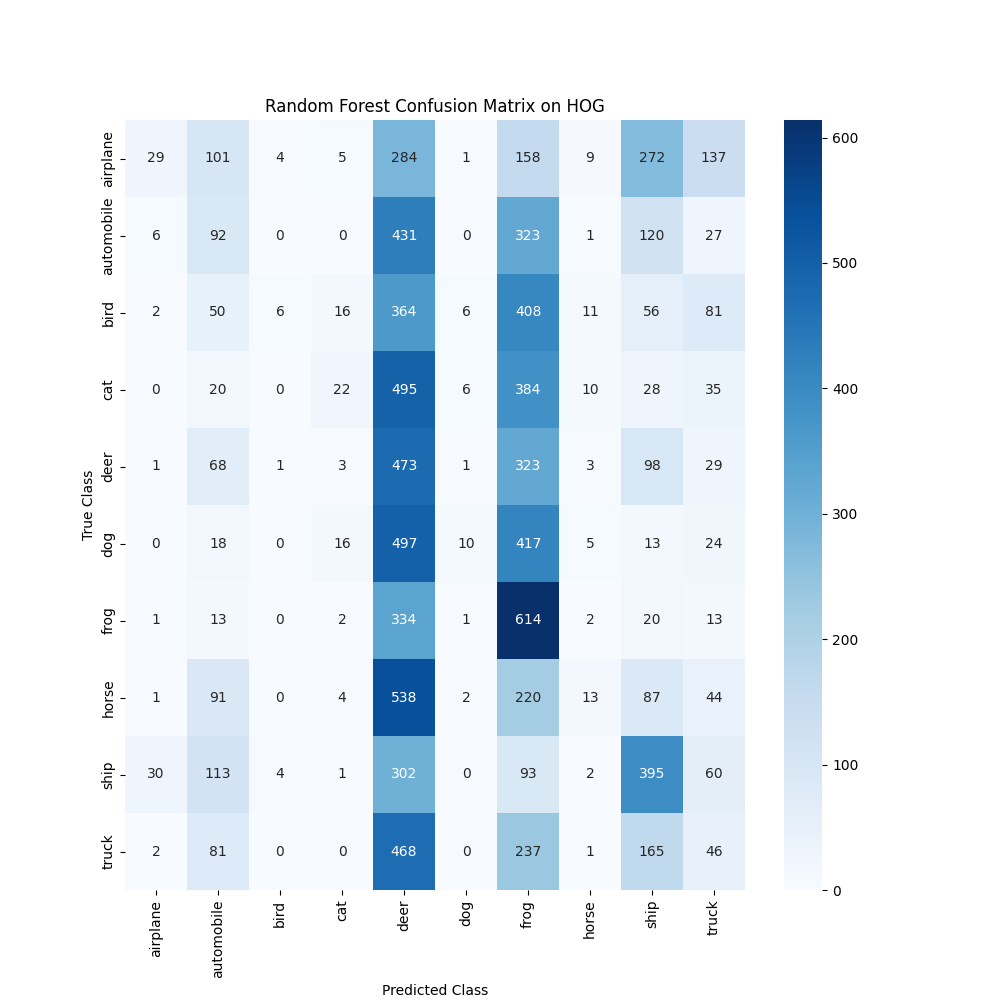 Random Forest Confusion Matrix on HOG
airplane 29 101 4 5 284 1 158 9 272 137
automobile 6 92 0 0 431 0 323 1 120 27
bird 2 50 6 16 364 6 408 11 56 81
cat 0 20 0 22 495 6 384 10 28 35
deer 1 68 1 3 473 1 323 3 98 29
dog 0 18 0 16 497 10 417 5 13 24
frog 1 13 0 2 334 1 614 2 20 13
horse 1 91 0 4 538 2 220 13 87 44
ship 30 113 4 1 302 0 93 2 395 60
truck 2 81 0 0 468 0 237 1 165 46
True Class
airplane automobile bird cat deer dog frog horse ship truck
Predicted Class
600
500
400
300
200
100
0